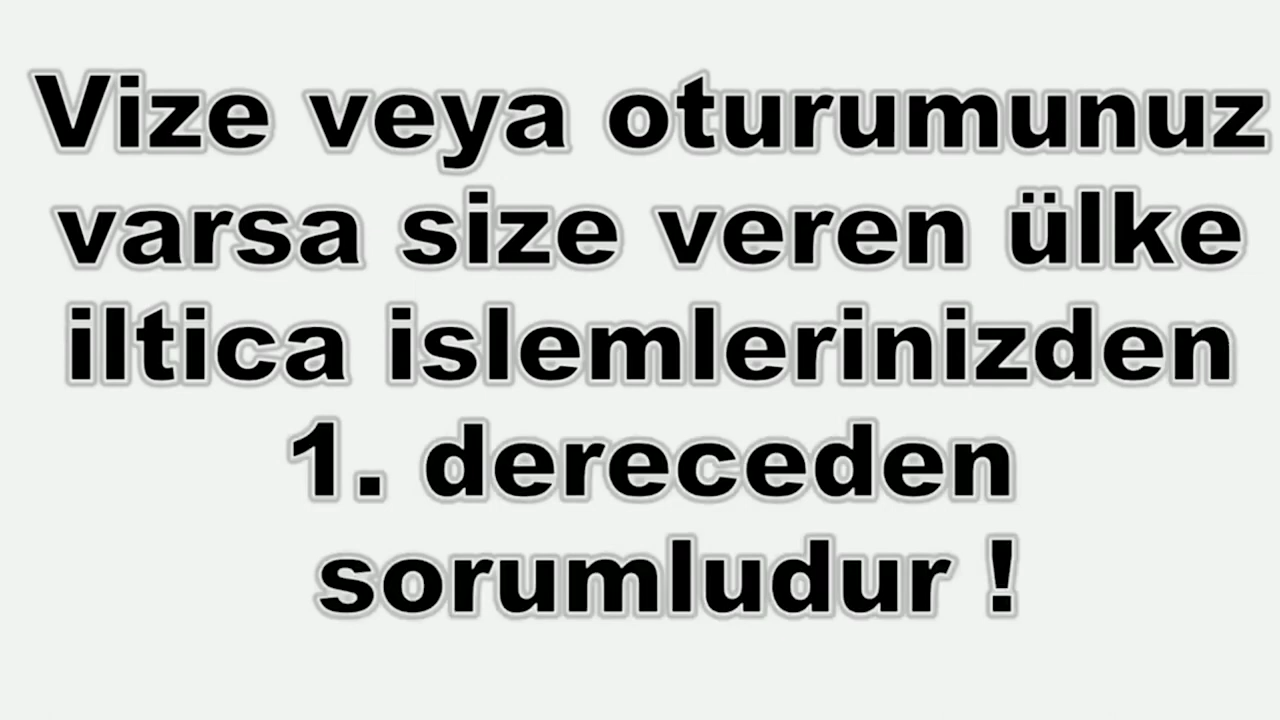 Vize veya oturumunuz
varsa size veren ülke
iltica islemlerinizden
1. dereceden
sorumludur !